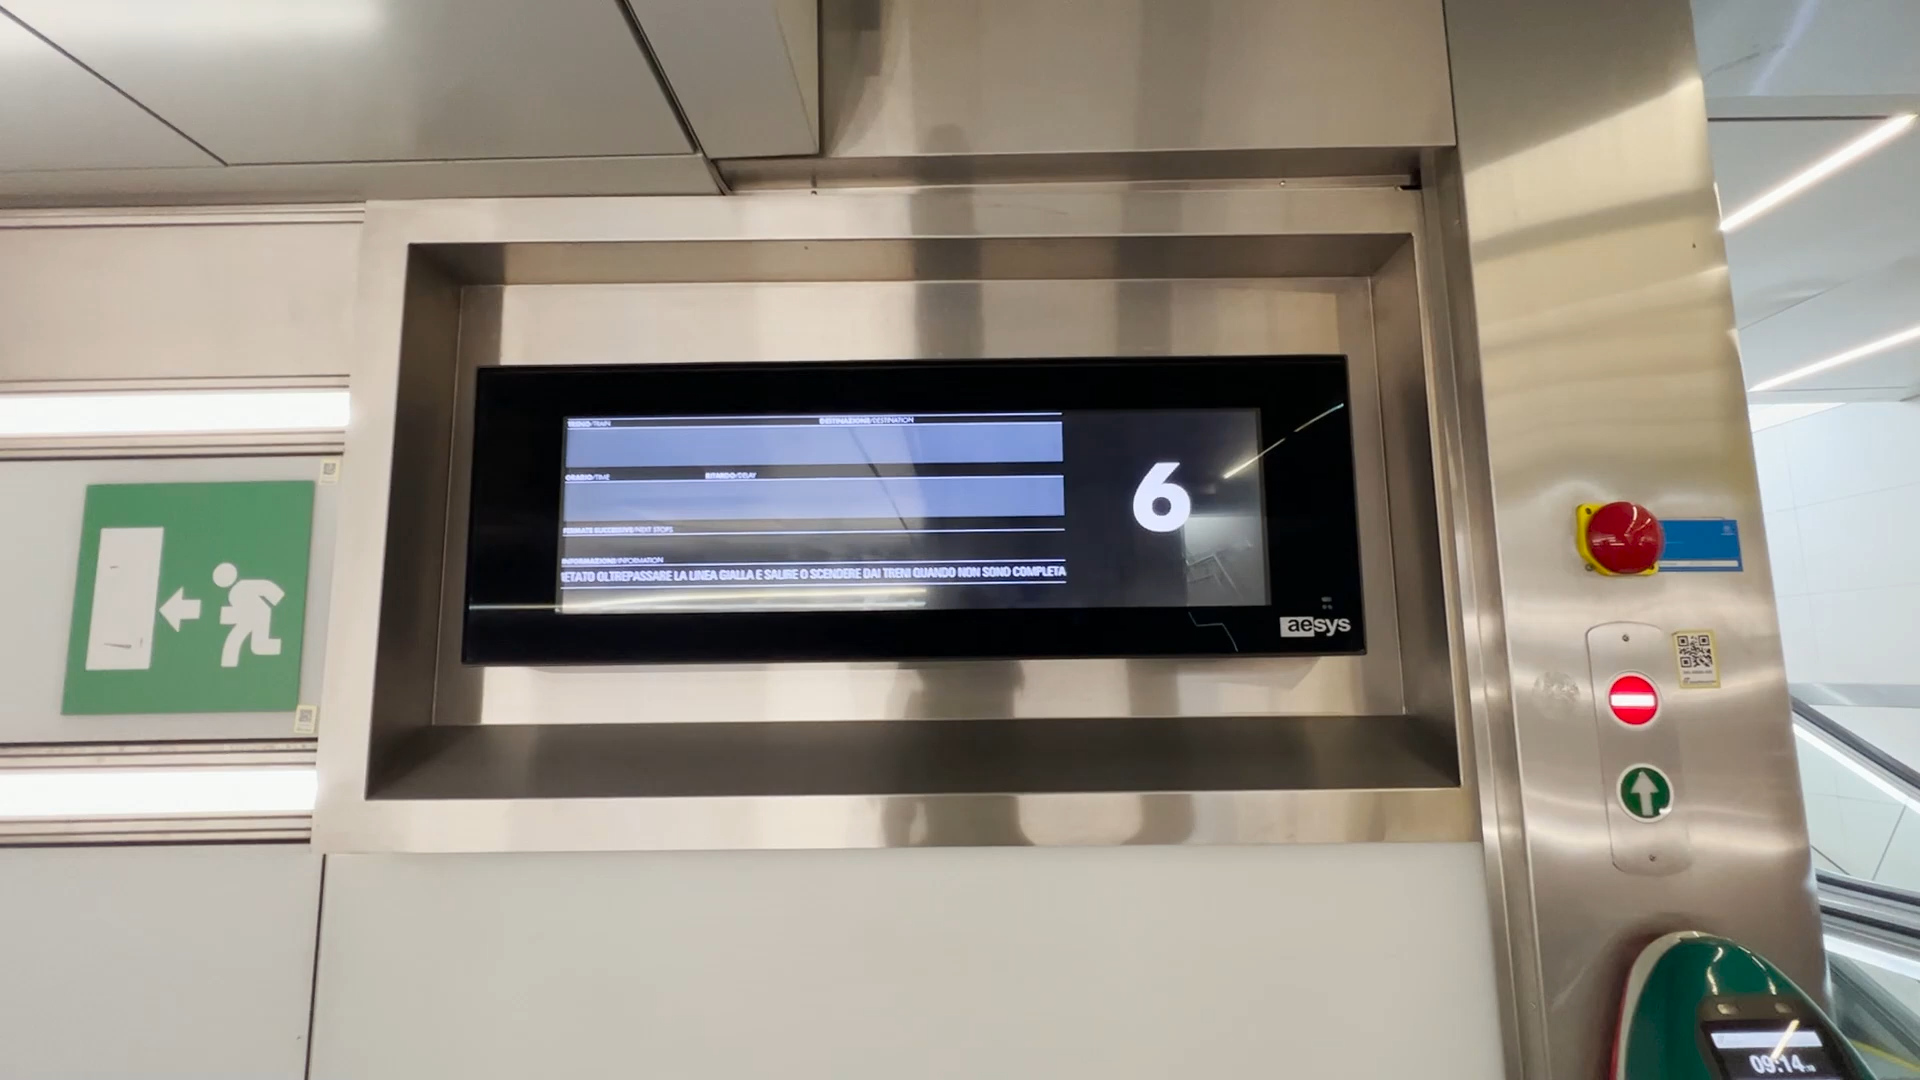 TRENO/TRAIN
DESTINAZIONE/DESTINATION
ORARIO/TIME
RITARDO/DELAY
FERMATE SUCCESSIVE/NEXT STOPS
INFORMAZIONI/INFORMATION
IETATO OLTREPASSARE LA LINEA GIALLA E SALIRE O SCENDERE DAI TRENI QUANDO NON SONO COMPLETA
6
aesys
09:14